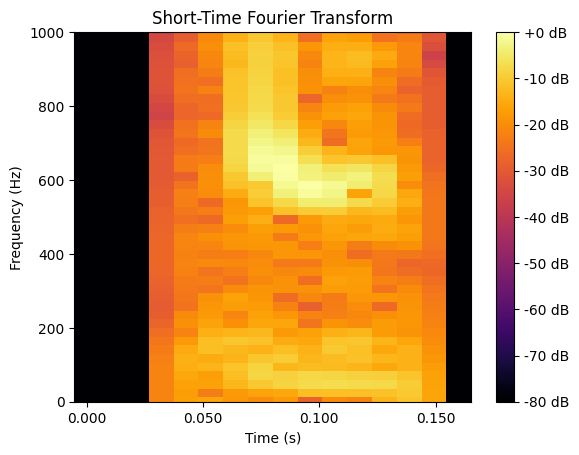 Short-Time Fourier Transform
1000
800
600
400
200
0
Frequency (Hz)
0.000
0.050
0.100
0.150
Time (s)
+0 dB
-10 dB
-20 dB
-30 dB
-40 dB
-50 dB
-60 dB
-70 dB
-80 dB